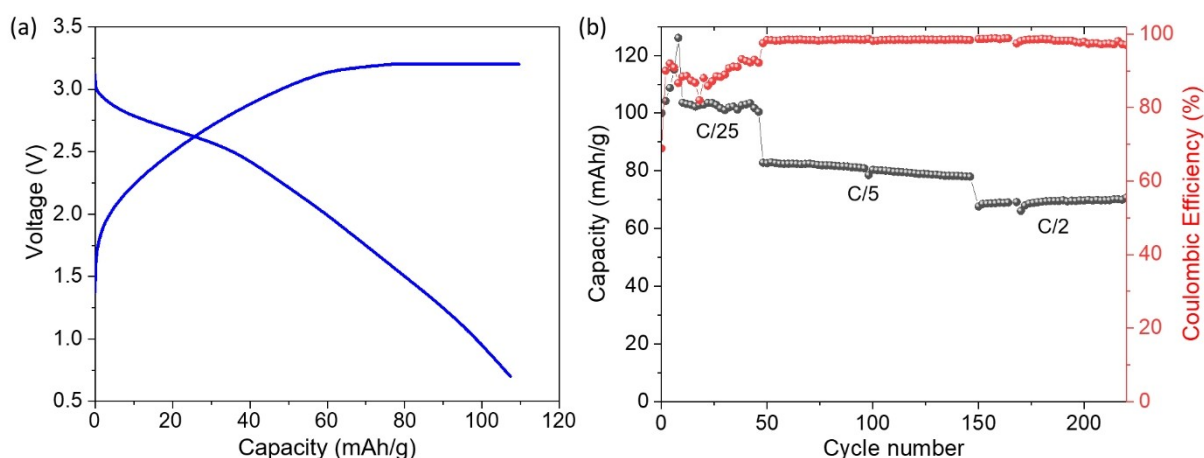 (a)
3.5
3.0
2.5
2.0
1.5
1.0
0.5
Voltage (V)
0 20 40 60 80 100 120
Capacity (mAh/g)
(b)
120
100
80
60
40
20
0
Capacity (mAh/g)
C/25
C/5
C/2
0 50 100 150 200
Cycle number
100
80
60
40
20
0
Coulombic Efficiency (%)